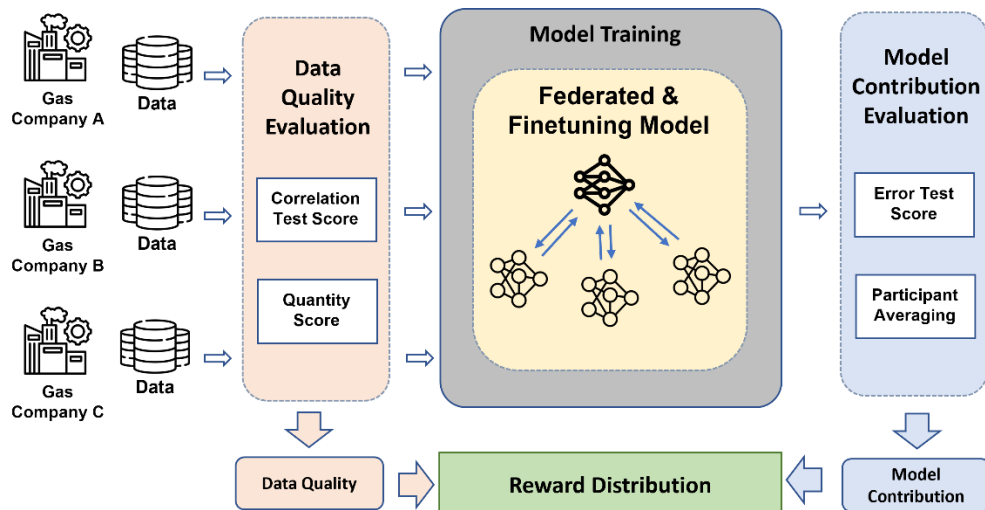 Gas
Company A
Data
Gas
Company B
Data
Gas
Company C
Data
Data
Quality
Evaluation
Correlation
Test Score
Quantity
Score
Model Training
Federated &
Finetuning Model
Model
Contribution
Evaluation
Error Test
Score
Participant
Averaging
Data Quality
Reward Distribution
Model
Contribution